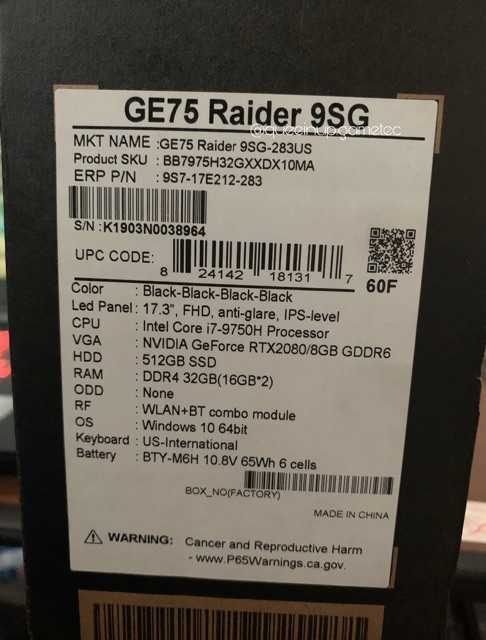 GE75 Raider 9SG
@queeinup.gametec
MKT NAME :GE75 Raider 9SG-283US
Product SKU : BB7975H32GXXDX10MA
ERP P/N : 9S7-17E212-283
S/N :K1903N0038964
UPC CODE: 8 24142 18131 7
60F
Color : Black-Black-Black-Black
Led Panel : 17.3", FHD, anti-glare, IPS-level
CPU : Intel Core i7-9750H Processor
VGA : NVIDIA GeForce RTX2080/8GB GDDR6
HDD : 512GB SSD
RAM : DDR4 32GB(16GB*2)
ODD : None
RF : WLAN+BT combo module
OS : Windows 10 64bit
Keyboard : US-International
Battery : BTY-M6H 10.8V 65Wh 6 cells
BOX_NO(FACTORY)
MADE IN CHINA
WARNING: Cancer and Reproductive Harm
- www.P65Warnings.ca.gov.